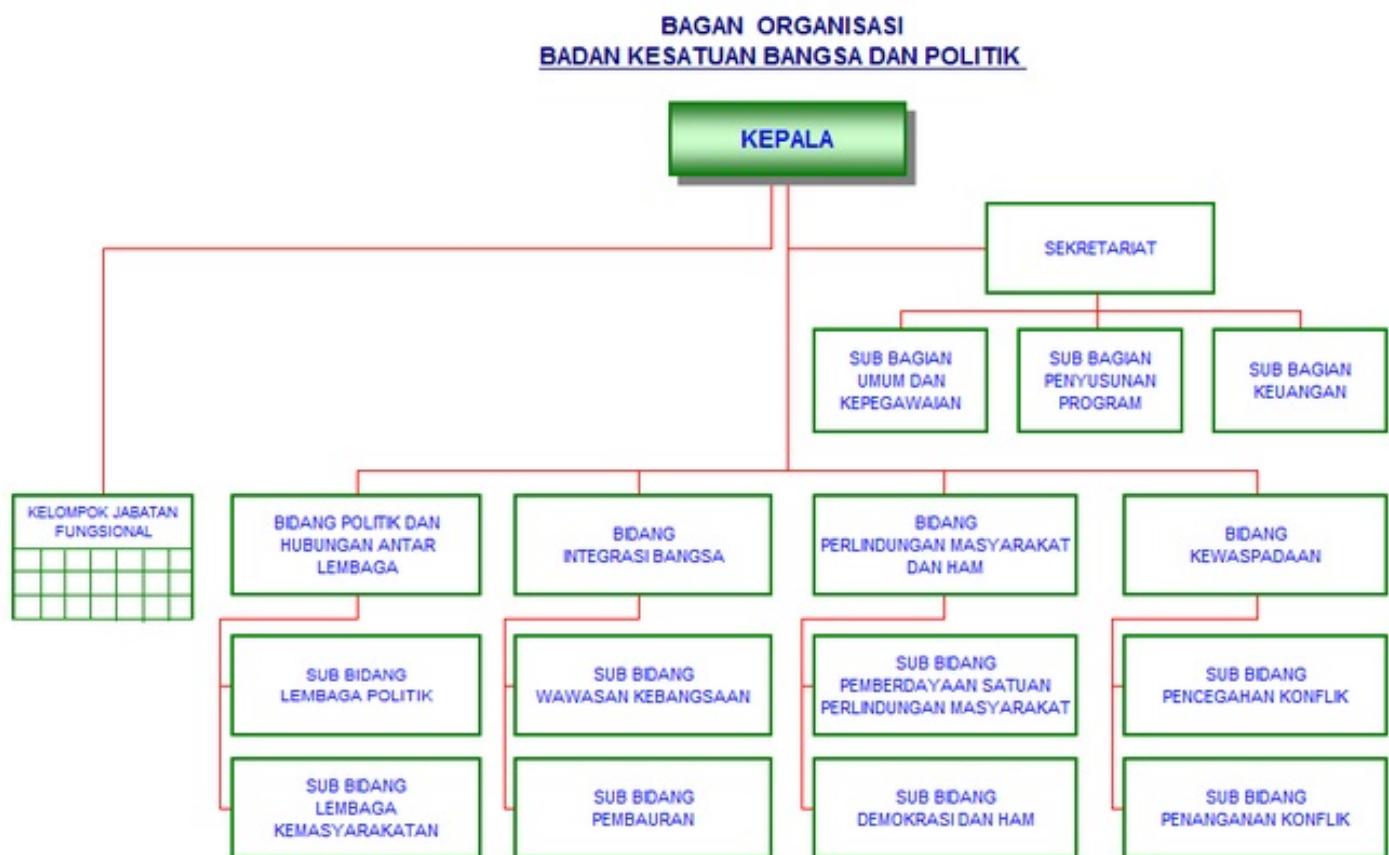 BAGAN ORGANISASI
BADAN KESATUAN BANGSA DAN POLITIK
KEPALA
SEKRETARIAT
SUB BAGIAN
UMUM DAN
KEPEGAWAIAN
SUB BAGIAN
PENYUSUNAN
PROGRAM
SUB BAGIAN
KEUANGAN
KELOMPOK JABATAN
FUNGSIONAL
BIDANG POLITIK DAN
HUBUNGAN ANTAR
LEMBAGA
BIDANG
INTEGRASI BANGSA
BIDANG
PERLINDUNGAN MASYARAKAT
DAN HAM
BIDANG
KEWASPADAAN
SUB BIDANG
LEMBAGA POLITIK
SUB BIDANG
WAWASAN KEBANGSAAN
SUB BIDANG
PEMBERDAYAAN SATUAN
PERLINDUNGAN MASYARAKAT
SUB BIDANG
PENCEGAHAN KONFLIK
SUB BIDANG
LEMBAGA
KEMASYARAKATAN
SUB BIDANG
PEMBAURAN
SUB BIDANG
DEMOKRASI DAN HAM
SUB BIDANG
PENANGANAN KONFLIK